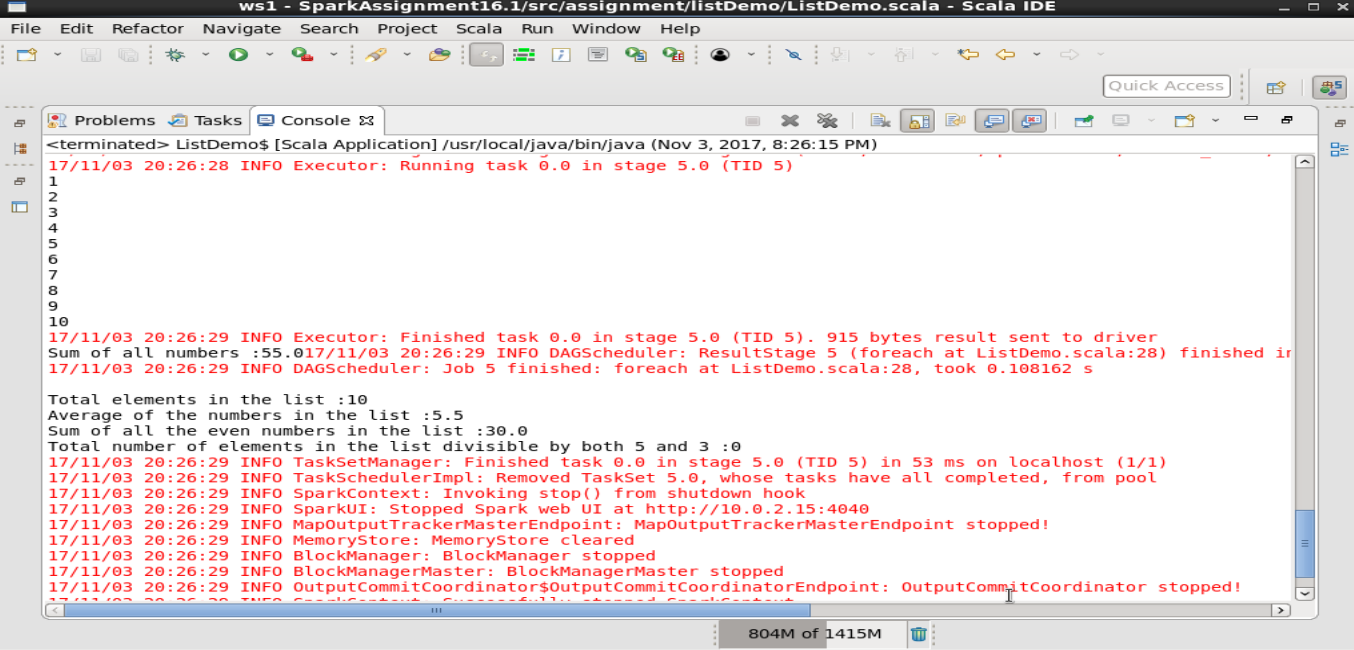 ws1 - SparkAssignment16.1/src/assignment/listDemo/ListDemo.scala - Scala IDE
File Edit Refactor Navigate Search Project Scala Run Window Help
Quick Access
Problems Tasks Console
<terminated> ListDemo$ [Scala Application] /usr/local/java/bin/java (Nov 3, 2017, 8:26:15 PM)
17/11/03 20:26:28 INFO Executor: Running task 0.0 in stage 5.0 (TID 5)
1
2
3
4
5
6
7
8
9
10
17/11/03 20:26:29 INFO Executor: Finished task 0.0 in stage 5.0 (TID 5). 915 bytes result sent to driver
Sum of all numbers :55.017/11/03 20:26:29 INFO DAGScheduler: ResultStage 5 (foreach at ListDemo.scala:28) finished in
17/11/03 20:26:29 INFO DAGScheduler: Job 5 finished: foreach at ListDemo.scala:28, took 0.108162 s
Total elements in the list :10
Average of the numbers in the list :5.5
Sum of all the even numbers in the list :30.0
Total number of elements in the list divisible by both 5 and 3 :0
17/11/03 20:26:29 INFO TaskSetManager: Finished task 0.0 in stage 5.0 (TID 5) in 53 ms on localhost (1/1)
17/11/03 20:26:29 INFO TaskSchedulerImpl: Removed TaskSet 5.0, whose tasks have all completed, from pool
17/11/03 20:26:29 INFO SparkContext: Invoking stop() from shutdown hook
17/11/03 20:26:29 INFO SparkUI: Stopped Spark web UI at http://10.0.2.15:4040
17/11/03 20:26:29 INFO MapOutputTrackerMasterEndpoint: MapOutputTrackerMasterEndpoint stopped!
17/11/03 20:26:29 INFO MemoryStore: MemoryStore cleared
17/11/03 20:26:29 INFO BlockManager: BlockManager stopped
17/11/03 20:26:29 INFO BlockManagerMaster: BlockManagerMaster stopped
17/11/03 20:26:29 INFO OutputCommitCoordinator$OutputCommitCoordinatorEndpoint: OutputCommitCoordinator stopped!
17/11/03 20:26:29 INFO SparkContext: Successfully stopped SparkContext
804M of 1415M